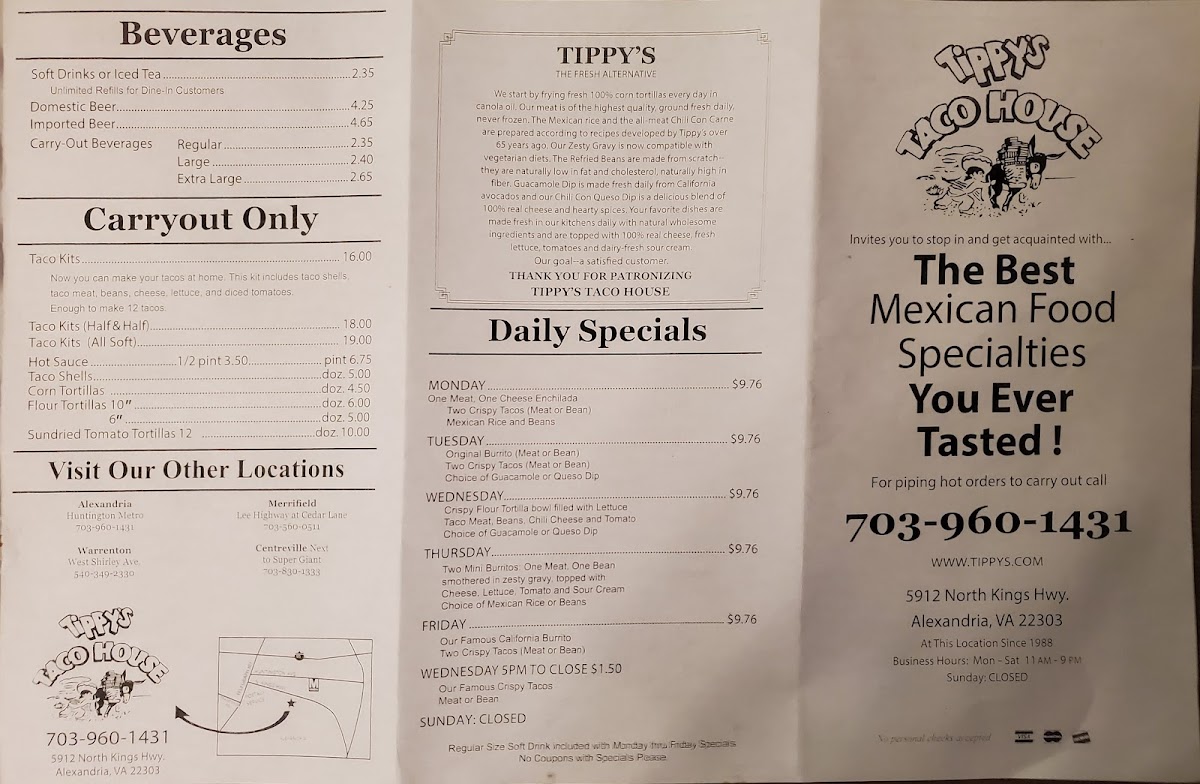 Beverages
Soft Drinks or Iced Tea 2.35
Unlimited Refills for Dine-In Customers
Domestic Beer 4.25
Imported Beer 4.65
Carry-Out Beverages Regular 2.35
Large 2.40
Extra Large 2.65
Carryout Only
Taco Kits 16.00
Now you can make your tacos at home. This kit includes taco shells,
taco meat, beans, cheese, lettuce, and diced tomatoes.
Enough to make 12 tacos.
Taco Kits (Half & Half) 18.00
Taco Kits (All Soft) 19.00
Hot Sauce 1/2 pint 3.50 pint 6.75
Taco Shells doz. 5.00
Corn Tortillas doz. 4.50
Flour Tortillas 10" doz. 6.00
6" doz. 5.00
Sundried Tomato Tortillas 12 doz. 10.00
Visit Our Other Locations
Alexandria
Huntington Metro
703-960-1431
Merrifield
Lee Highway at Cedar Lane
703-560-0511
Warrenton
West Shirley Ave.
540-349-2330
Centreville Next
to Super Giant
703-830-1333
TIPPY'S
TACO HOUSE
703-960-1431
5912 North Kings Hwy.
Alexandria, VA 22303
M
TIPPY'S
THE FRESH ALTERNATIVE
We start by frying fresh 100% corn tortillas every day in
canola oil. Our meat is of the highest quality, ground fresh daily,
never frozen. The Mexican rice and the all-meat Chili Con Carne
are prepared according to recipes developed by Tippy's over
65 years ago. Our Zesty Gravy is now compatible with
vegetarian diets. The Refried Beans are made from scratch--
they are naturally low in fat and cholesterol, naturally high in
fiber. Guacamole Dip is made fresh daily from California
avocados and our Chili Con Queso Dip is a delicious blend of
100% real cheese and hearty spices. Your favorite dishes are
made fresh in our kitchens daily with natural wholesome
ingredients and are topped with 100% real cheese, fresh
lettuce, tomatoes and dairy-fresh sour cream.
Our goal--a satisfied customer.
THANK YOU FOR PATRONIZING
TIPPY'S TACO HOUSE
Daily Specials
MONDAY $9.76
One Meat, One Cheese Enchilada
Two Crispy Tacos (Meat or Bean)
Mexican Rice and Beans
TUESDAY $9.76
Original Burrito (Meat or Bean)
Two Crispy Tacos (Meat or Bean)
Choice of Guacamole or Queso Dip
WEDNESDAY $9.76
Crispy Flour Tortilla bowl filled with Lettuce
Taco Meat, Beans, Chili Cheese and Tomato
Choice of Guacamole or Queso Dip
THURSDAY $9.76
Two Mini Burritos: One Meat, One Bean
smothered in zesty gravy, topped with
Cheese, Lettuce, Tomato and Sour Cream
Choice of Mexican Rice or Beans
FRIDAY $9.76
Our Famous California Burrito
Two Crispy Tacos (Meat or Bean)
WEDNESDAY 5PM TO CLOSE $1.50
Our Famous Crispy Tacos
Meat or Bean
SUNDAY: CLOSED
Regular Size Soft Drink included with Monday thru Friday Specials
No Coupons with Specials Please.
TIPPY'S
TACO HOUSE
Invites you to stop in and get acquainted with...
The Best
Mexican Food
Specialties
You Ever
Tasted !
For piping hot orders to carry out call
703-960-1431
WWW.TIPPYS.COM
5912 North Kings Hwy.
Alexandria, VA 22303
At This Location Since 1988
Business Hours: Mon - Sat 11 AM - 9 PM
Sunday: CLOSED
No personal checks accepted
VISA